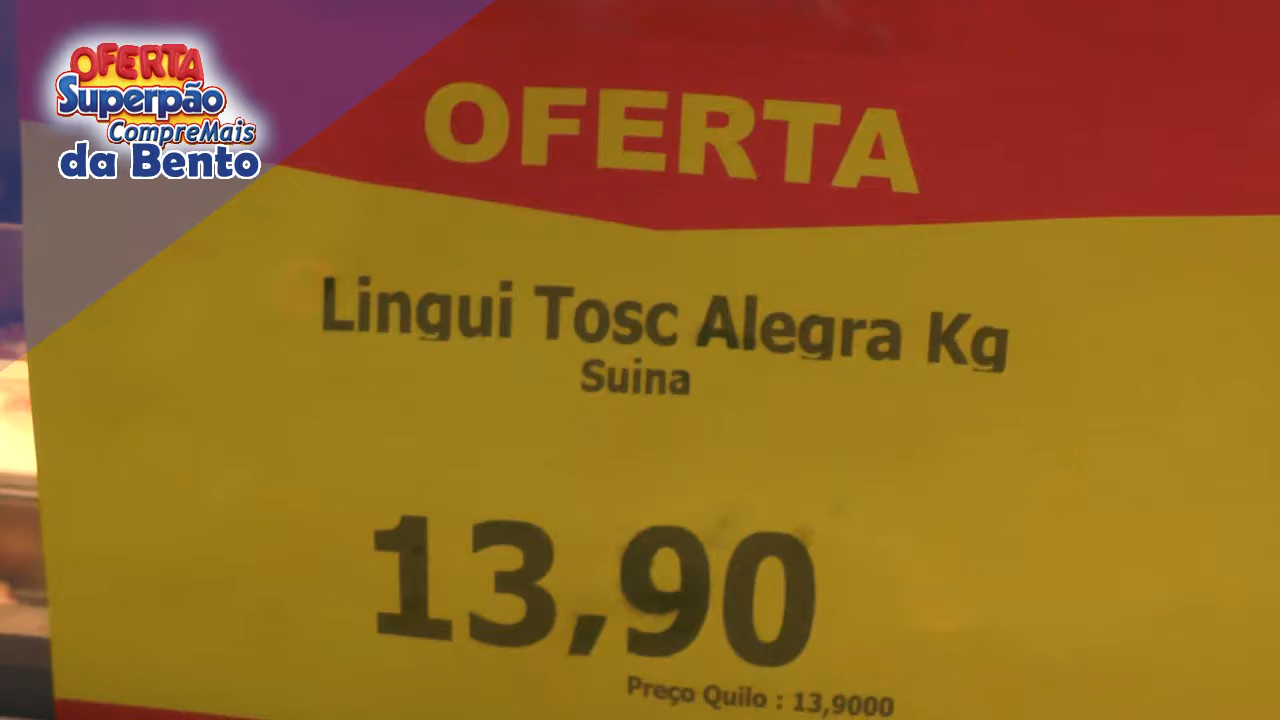 OFERTA
Superpão
CompreMais
da Bento
OFERTA
Lingui Tosc Alegra Kg
Suina
13,90
Preço Quilo : 13,9000